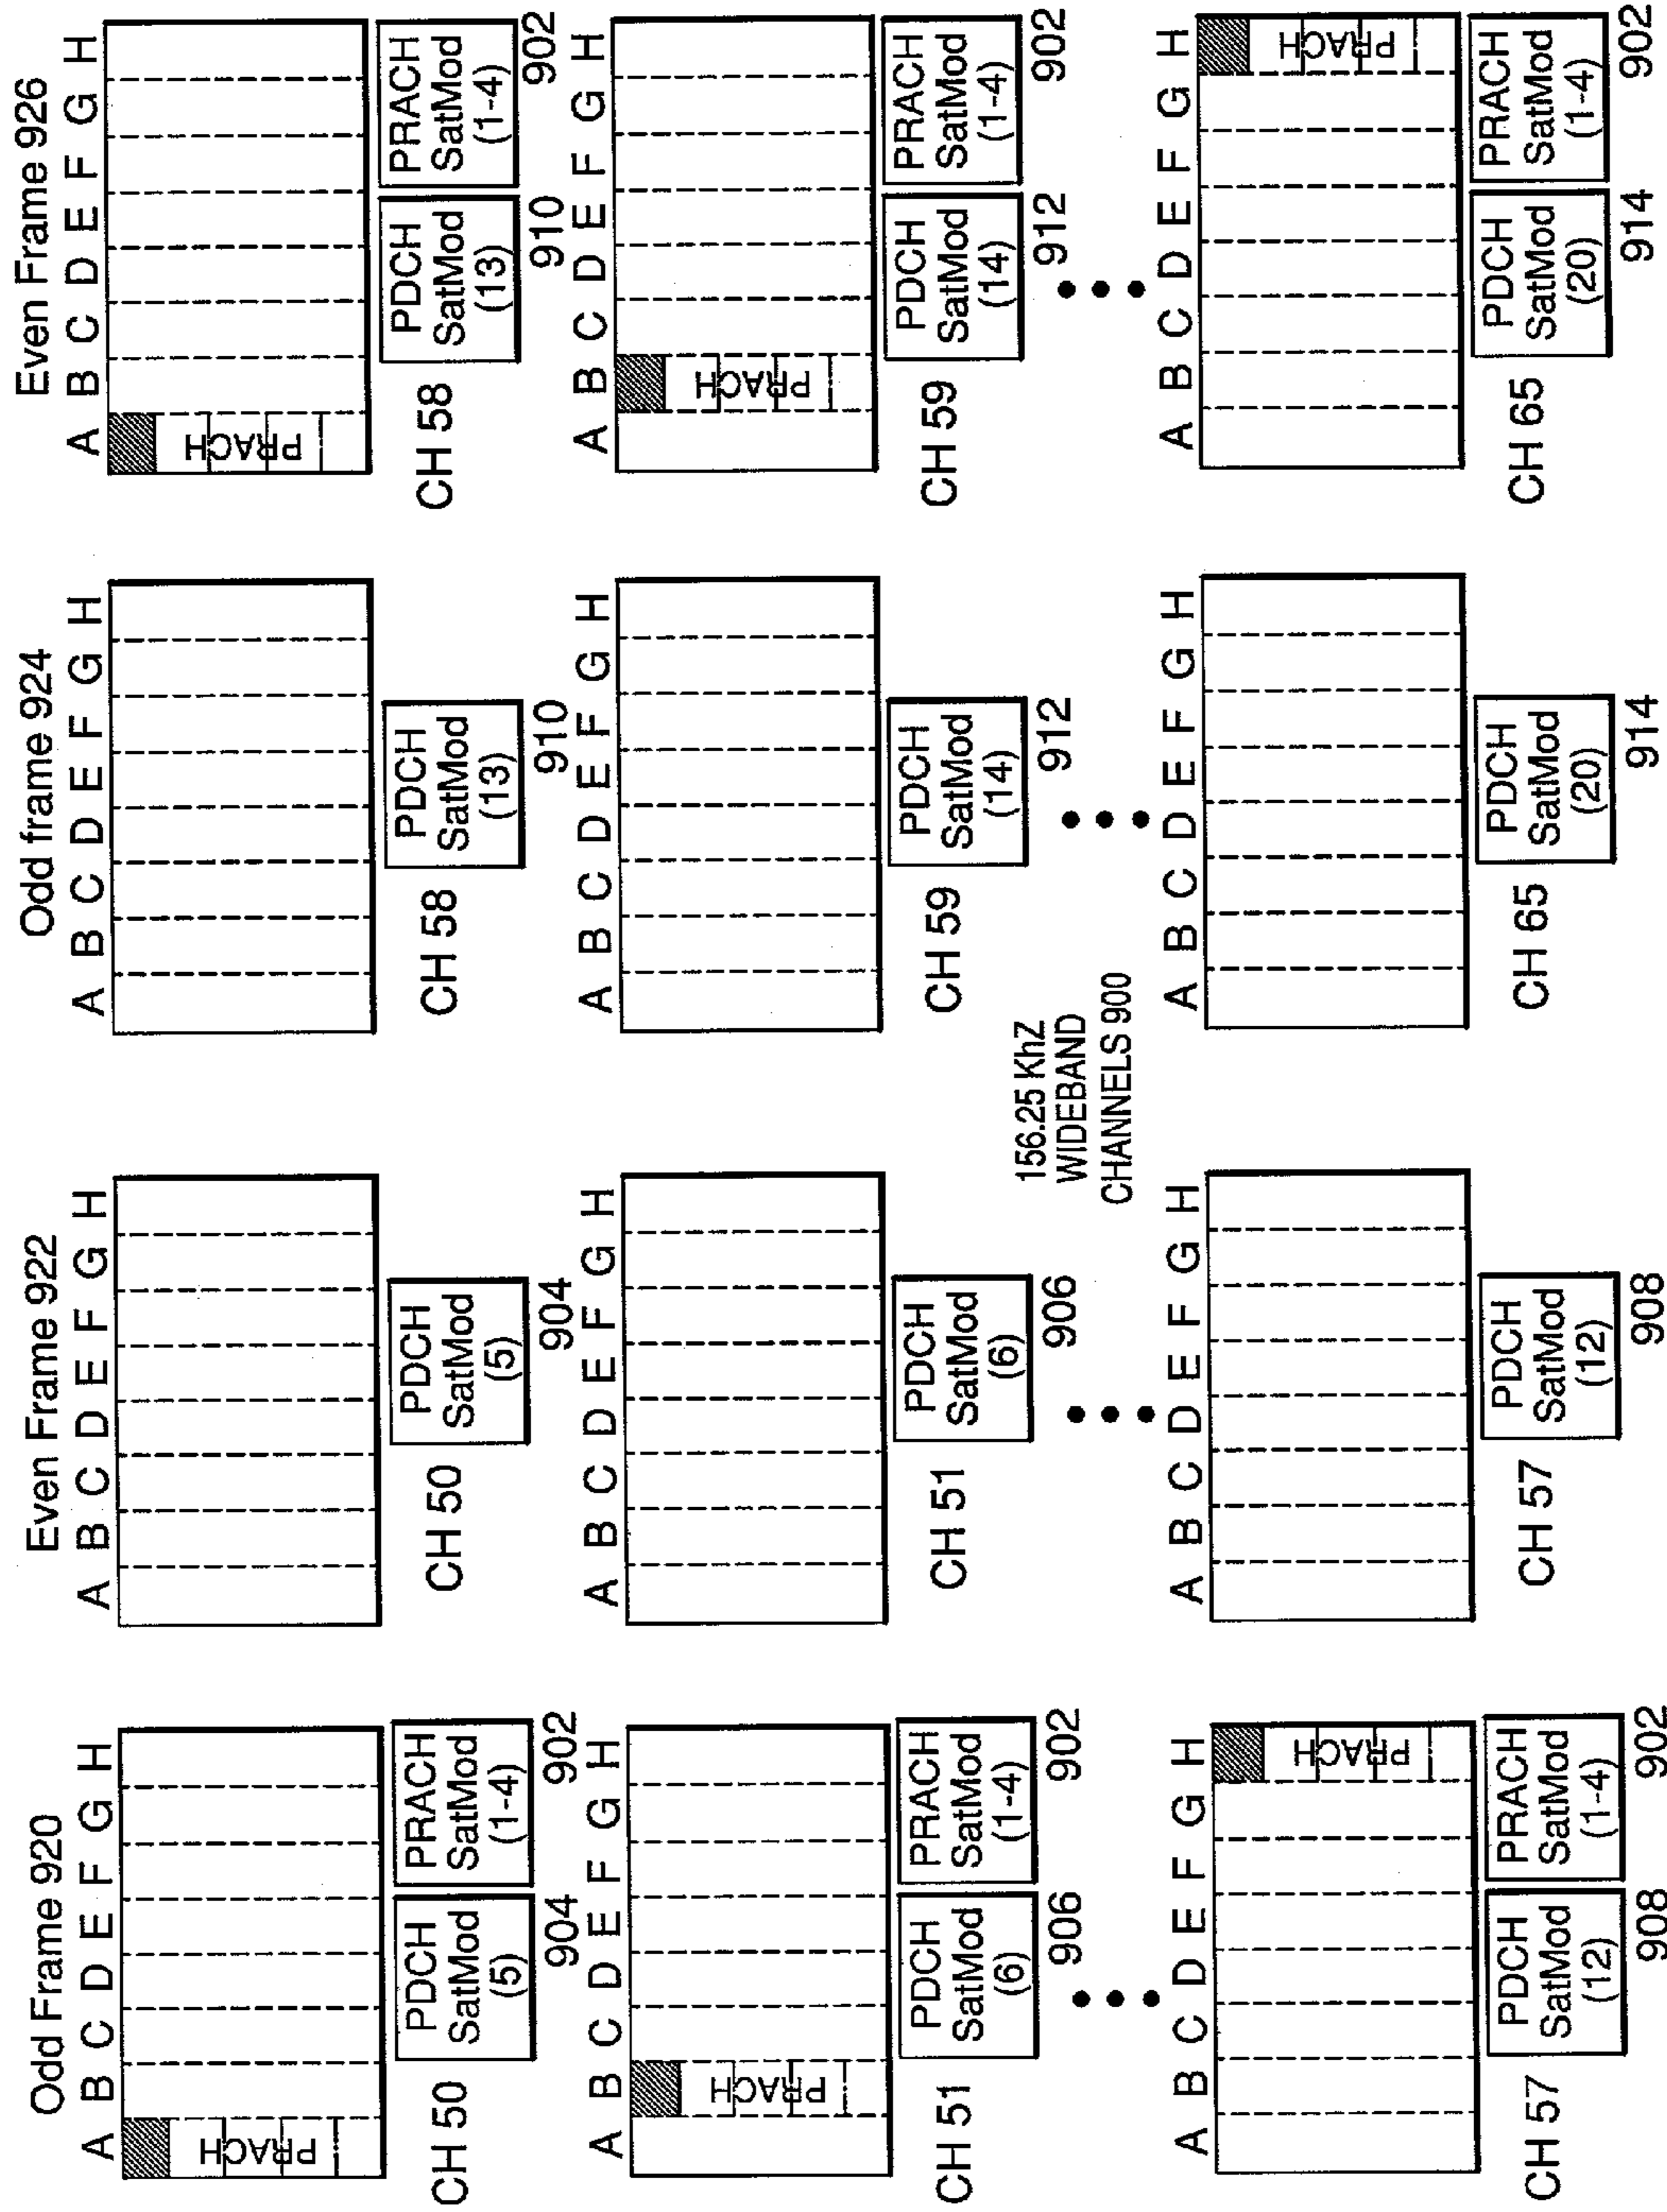 Odd Frame 920
A B C D E F G H
PRACH
CH 50
PDCH
SatMod
(5)
904
PRACH
SatMod
(1-4)
902
A B C D E F G H
PRACH
CH 51
PDCH
SatMod
(6)
906
PRACH
SatMod
(1-4)
902
A B C D E F G H
PRACH
CH 57
PDCH
SatMod
(12)
908
PRACH
SatMod
(1-4)
902
Even Frame 922
A B C D E F G H
CH 50
PDCH
SatMod
(5)
904
A B C D E F G H
CH 51
PDCH
SatMod
(6)
906
A B C D E F G H
CH 57
PDCH
SatMod
(12)
908
156.25 KhZ
WIDEBAND
CHANNELS 900
Odd frame 924
A B C D E F G H
CH 58
PDCH
SatMod
(13)
910
A B C D E F G H
CH 59
PDCH
SatMod
(14)
912
A B C D E F G H
CH 65
PDCH
SatMod
(20)
914
Even Frame 926
A B C D E F G H
PRACH
CH 58
PDCH
SatMod
(13)
910
PRACH
SatMod
(1-4)
902
A B C D E F G H
PRACH
CH 59
PDCH
SatMod
(14)
912
PRACH
SatMod
(1-4)
902
A B C D E F G H
PRACH
CH 65
PDCH
SatMod
(20)
914
PRACH
SatMod
(1-4)
902